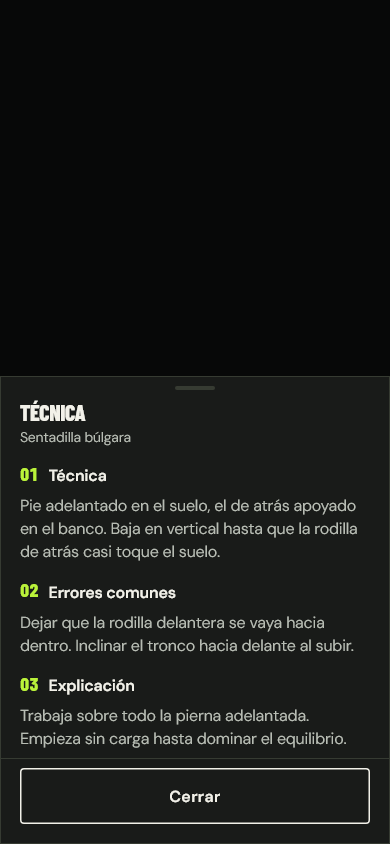 TÉCNICA
Sentadilla búlgara
01 Técnica
Pie adelantado en el suelo, el de atrás apoyado
en el banco. Baja en vertical hasta que la rodilla
de atrás casi toque el suelo.
02 Errores comunes
Dejar que la rodilla delantera se vaya hacia
dentro. Inclinar el tronco hacia delante al subir.
03 Explicación
Trabaja sobre todo la pierna adelantada.
Empieza sin carga hasta dominar el equilibrio.
Cerrar